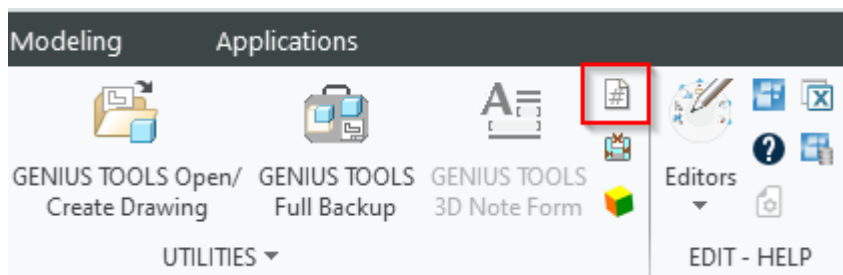 Modeling Applications
GENIUS TOOLS Open/
Create Drawing
GENIUS TOOLS
Full Backup
GENIUS TOOLS
3D Note Form
#
Editors
?
X
UTILITIES
EDIT - HELP